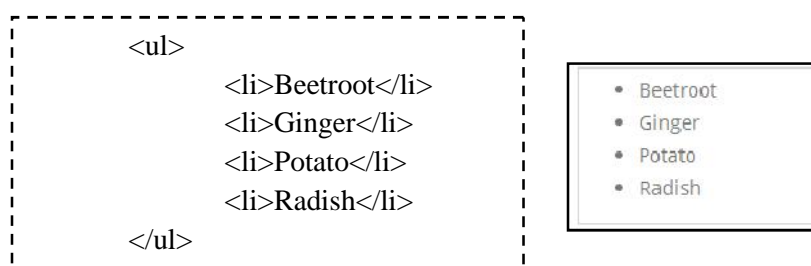 <ul>
<li>Beetroot</li>
<li>Ginger</li>
<li>Potato</li>
<li>Radish</li>
</ul>
• Beetroot
• Ginger
• Potato
• Radish